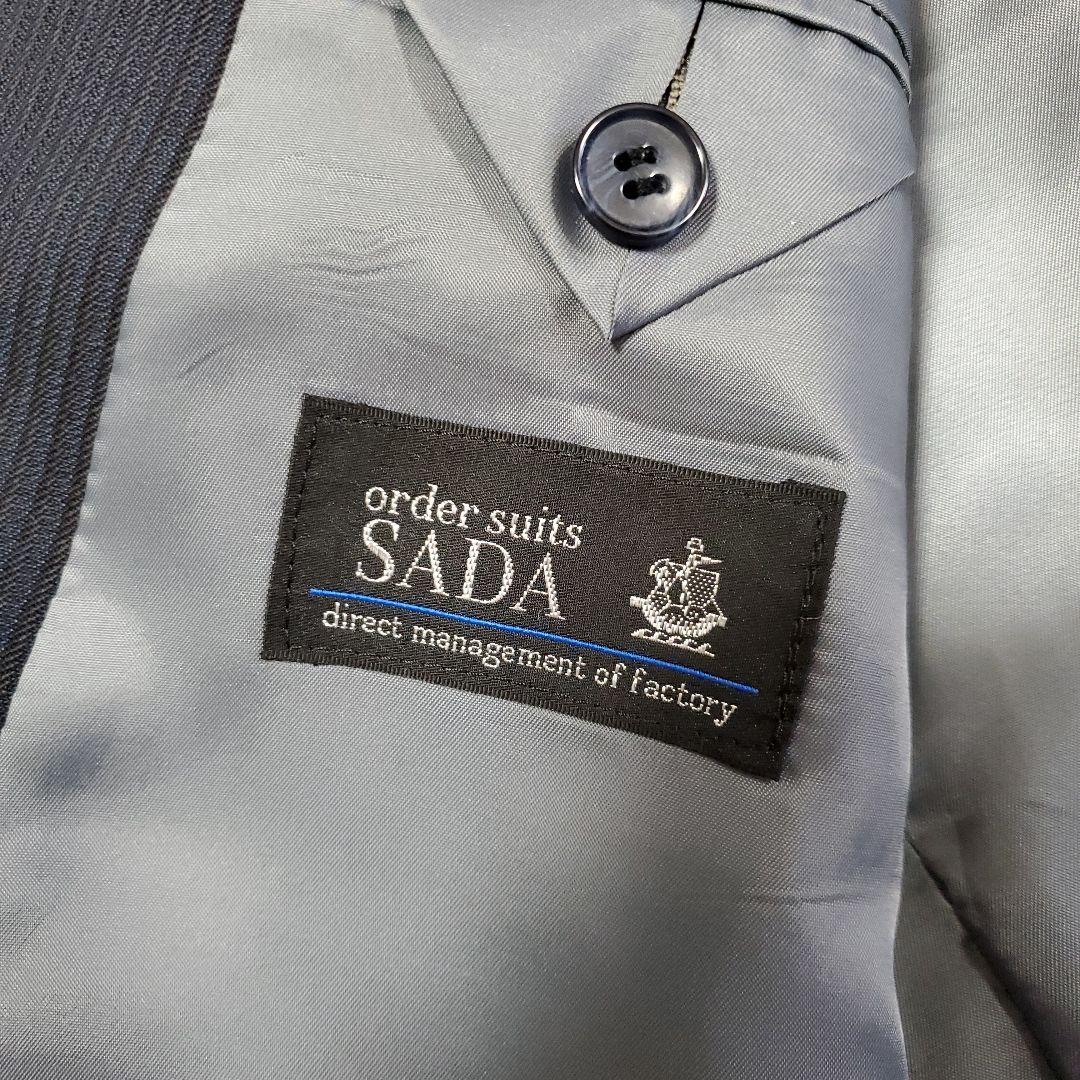 order suits
SADA
direct management of factory